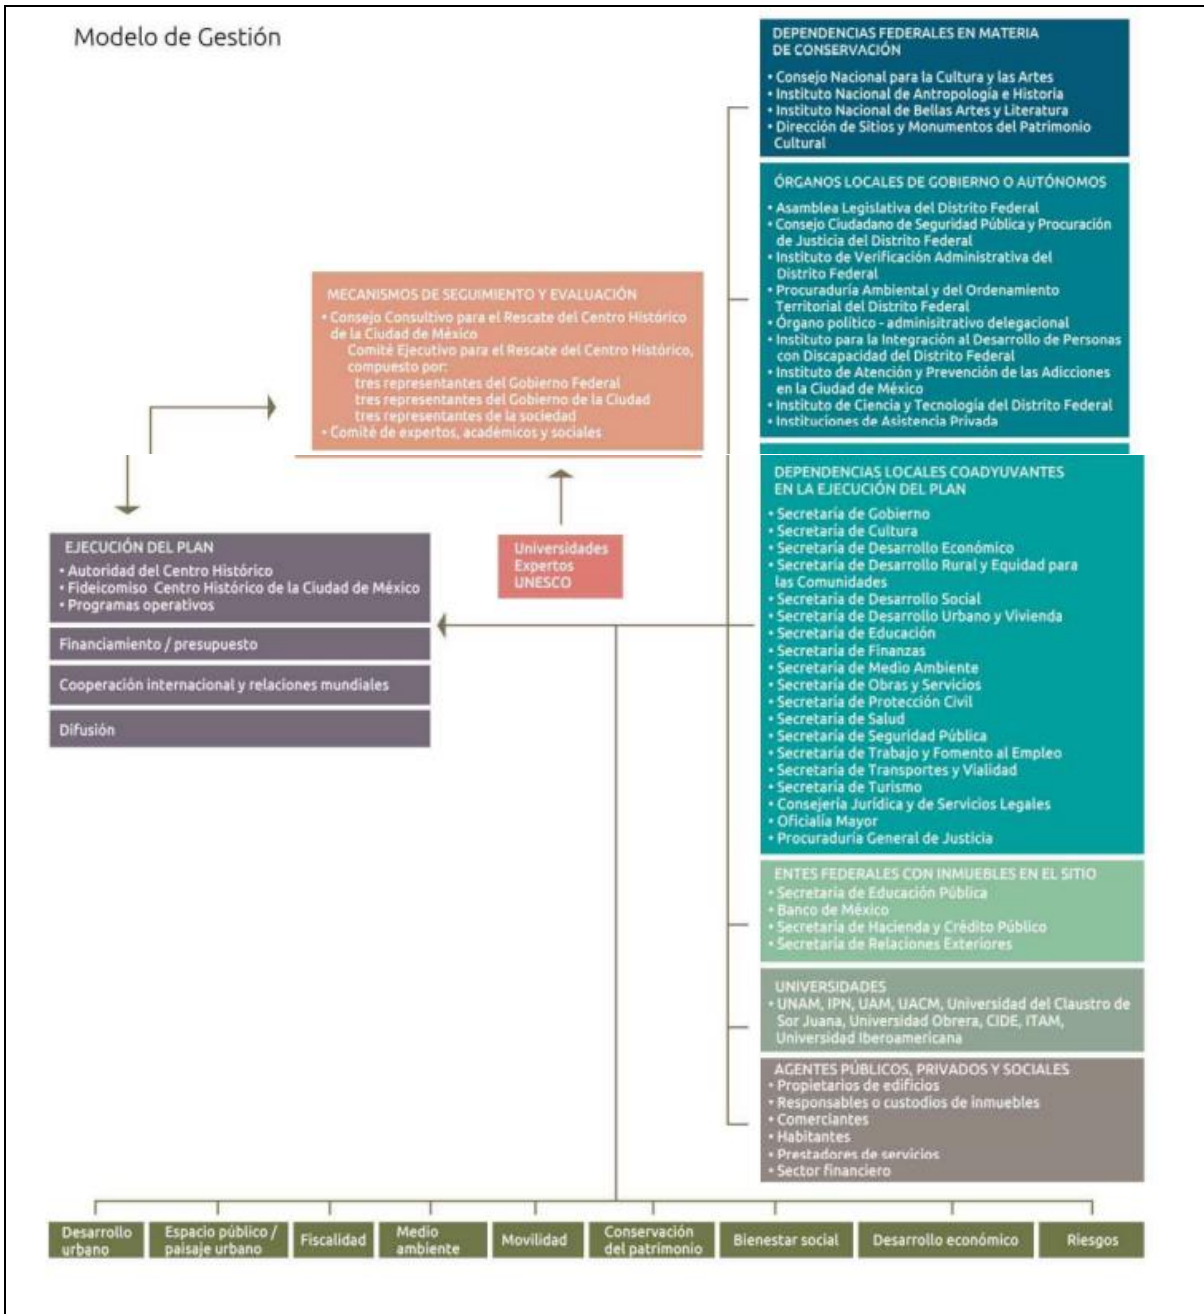 Modelo de Gestión
DEPENDENCIAS FEDERALES EN MATERIA
DE CONSERVACIÓN
• Consejo Nacional para la Cultura y las Artes
• Instituto Nacional de Antropología e Historia
• Instituto Nacional de Bellas Artes y Literatura
• Dirección de Sitios y Monumentos del Patrimonio
Cultural
ÓRGANOS LOCALES DE GOBIERNO O AUTÓNOMOS
• Asamblea Legislativa del Distrito Federal
• Consejo Ciudadano de Seguridad Pública y Procuración
de Justicia del Distrito Federal
• Instituto de Verificación Administrativa del
Distrito Federal
• Procuraduría Ambiental y del Ordenamiento
Territorial del Distrito Federal
• Órgano político - adminisitrativo delegacional
• Instituto para la Integración al Desarrollo de Personas
con Discapacidad del Distrito Federal
• Instituto de Atención y Prevención de las Adicciones
en la Ciudad de México
• Instituto de Ciencia y Tecnología del Distrito Federal
• Instituciones de Asistencia Privada
MECANISMOS DE SEGUIMIENTO Y EVALUACIÓN
• Consejo Consultivo para el Rescate del Centro Histórico
de la Ciudad de México
Comité Ejecutivo para el Rescate del Centro Histórico,
compuesto por:
tres representantes del Gobierno Federal
tres representantes del Gobierno de la Ciudad
tres representantes de la sociedad
• Comité de expertos, académicos y sociales
DEPENDENCIAS LOCALES COADYUVANTES
EN LA EJECUCIÓN DEL PLAN
• Secretaría de Gobierno
• Secretaría de Cultura
• Secretaría de Desarrollo Económico
• Secretaría de Desarrollo Rural y Equidad para
las Comunidades
• Secretaría de Desarrollo Social
• Secretaría de Desarrollo Urbano y Vivienda
• Secretaría de Educación
• Secretaría de Finanzas
• Secretaría de Medio Ambiente
• Secretaría de Obras y Servicios
• Secretaría de Protección Civil
• Secretaría de Salud
• Secretaría de Seguridad Pública
• Secretaría de Trabajo y Fomento al Empleo
• Secretaría de Transportes y Vialidad
• Secretaría de Turismo
• Consejería Jurídica y de Servicios Legales
• Oficialía Mayor
• Procuraduría General de Justicia
EJECUCIÓN DEL PLAN
• Autoridad del Centro Histórico
• Fideicomiso Centro Histórico de la Ciudad de México
• Programas operativos
Financiamiento / presupuesto
Cooperación internacional y relaciones mundiales
Difusión
Universidades
Expertos
UNESCO
ENTES FEDERALES CON INMUEBLES EN EL SITIO
• Secretaría de Educación Pública
• Banco de México
• Secretaría de Hacienda y Crédito Público
• Secretaría de Relaciones Exteriores
UNIVERSIDADES
• UNAM, IPN, UAM, UACM, Universidad del Claustro de
Sor Juana, Universidad Obrera, CIDE, ITAM,
Universidad Iberoamericana
AGENTES PÚBLICOS, PRIVADOS Y SOCIALES
• Propietarios de edificios
• Responsables o custodios de inmuebles
• Comerciantes
• Habitantes
• Prestadores de servicios
• Sector financiero
Desarrollo
urbano
Espacio público /
paisaje urbano
Fiscalidad
Medio
ambiente
Movilidad
Conservación
del patrimonio
Bienestar social
Desarrollo económico
Riesgos